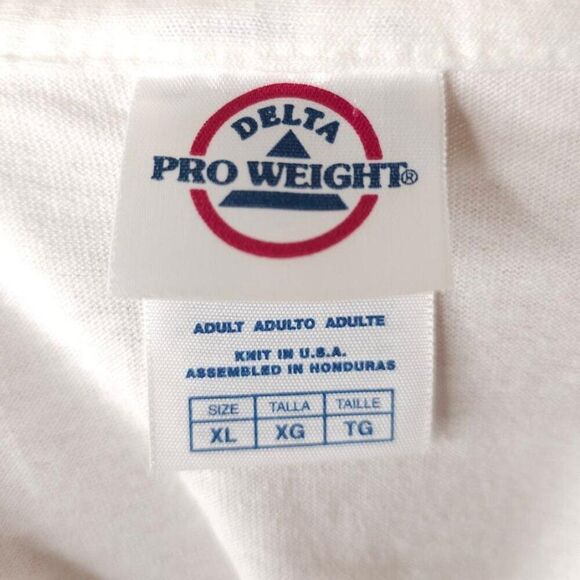 DELTA
PRO WEIGHT®
ADULT ADULTO ADULTE
KNIT IN U.S.A.
ASSEMBLED IN HONDURAS
SIZE TALLA TAILLE
XL XG TG